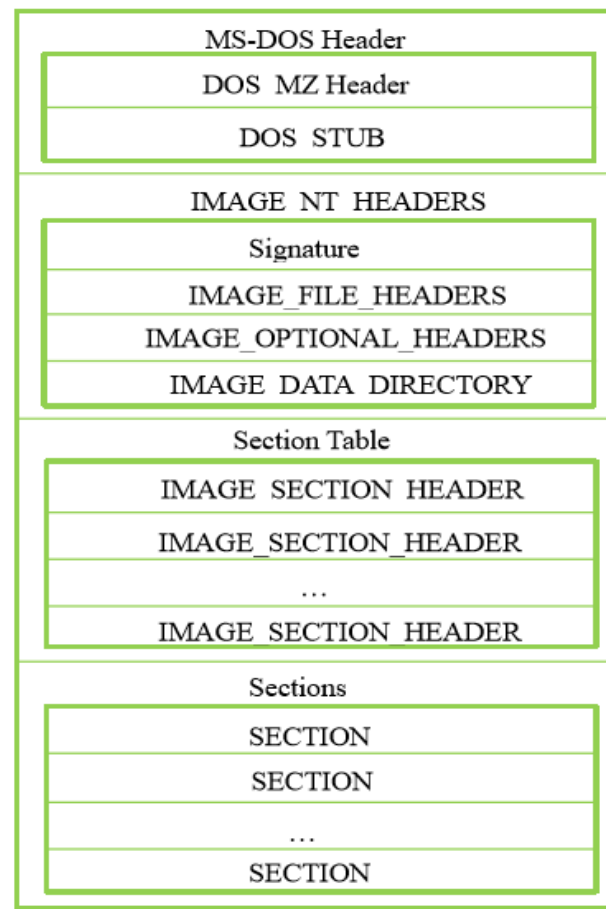 MS-DOS Header
DOS MZ Header
DOS STUB
IMAGE NT HEADERS
Signature
IMAGE_FILE_HEADERS
IMAGE_OPTIONAL_HEADERS
IMAGE DATA DIRECTORY
Section Table
IMAGE SECTION HEADER
IMAGE_SECTION_HEADER
…
IMAGE_SECTION_HEADER
Sections
SECTION
SECTION
…
SECTION